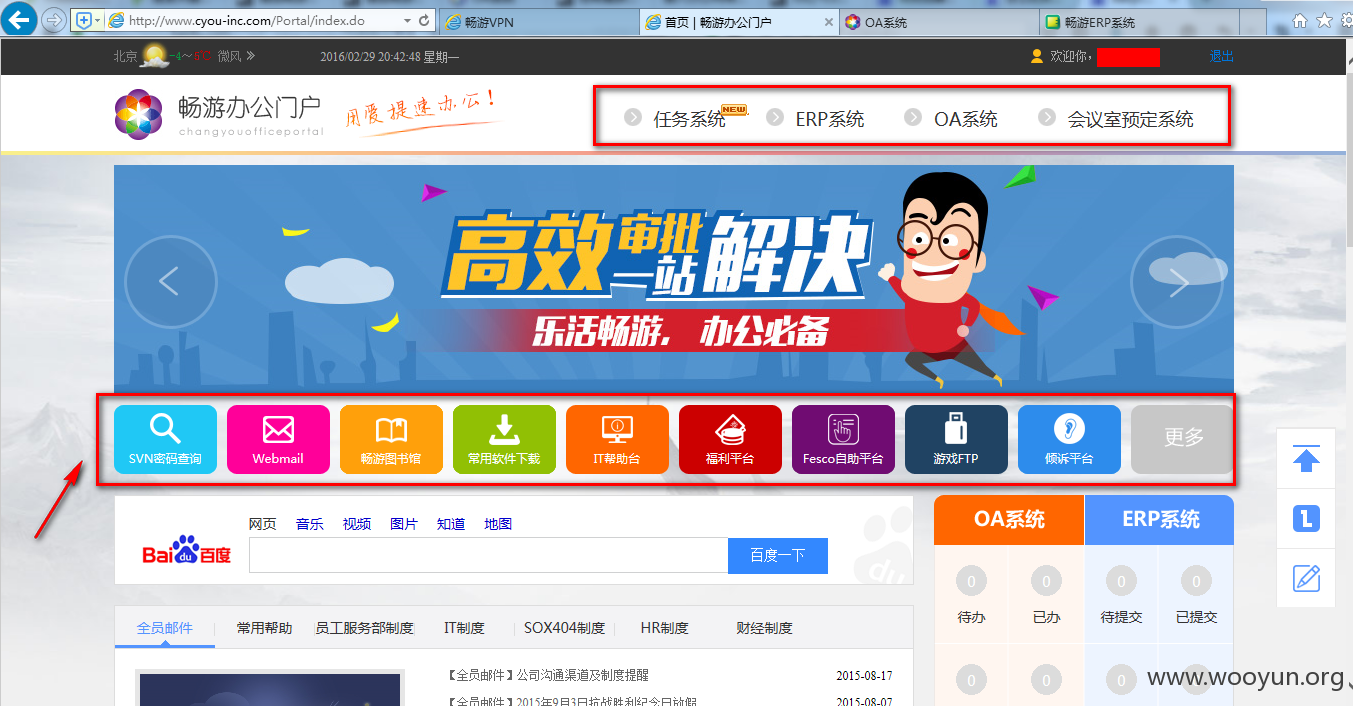 http://www.cyou-inc.com/Portal/index.do
畅游VPN
首页 | 畅游办公门户
OA系统
畅游ERP系统
北京 -4～6℃ 微风
2016/02/29 20:42:48 星期一
欢迎你，
退出
畅游办公门户
changyouofficeportal
用爱提速办公！
任务系统 NEW
ERP系统
OA系统
会议室预定系统
高效审批一站解决
乐活畅游，办公必备
SVN密码查询
Webmail
畅游图书馆
常用软件下载
IT帮助台
福利平台
Fesco自助平台
游戏FTP
倾诉平台
更多
网页 音乐 视频 图片 知道 地图
Bai du 百度
百度一下
du
OA系统
ERP系统
0 0 0 0
待办 已办 待提交 已提交
0 0 0 0
全员邮件 常用帮助 员工服务部制度 IT制度 SOX404制度 HR制度 财经制度
【全员邮件】公司沟通渠道及制度提醒 2015-08-17
【全员邮件】2015年9月3日抗战胜利纪念日放假 2015-08-07
www.wooyun.org